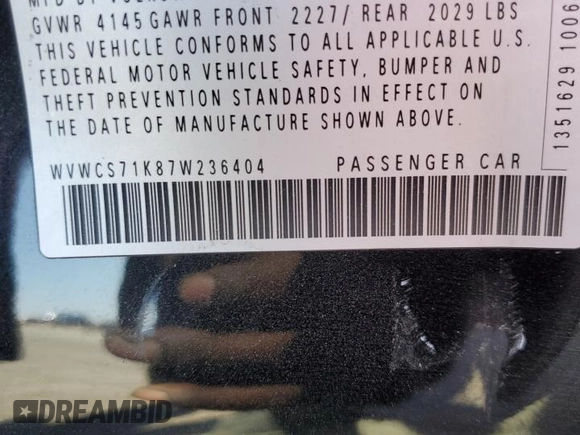 GVWR 4145 GAWR FRONT 2227/ REAR 2029 LBS
THIS VEHICLE CONFORMS TO ALL APPLICABLE U.S.
FEDERAL MOTOR VEHICLE SAFETY, BUMPER AND
THEFT PREVENTION STANDARDS IN EFFECT ON
THE DATE OF MANUFACTURE SHOWN ABOVE.
WVWCS71K87W236404 PASSENGER CAR
1351629 1006
DREAMBID